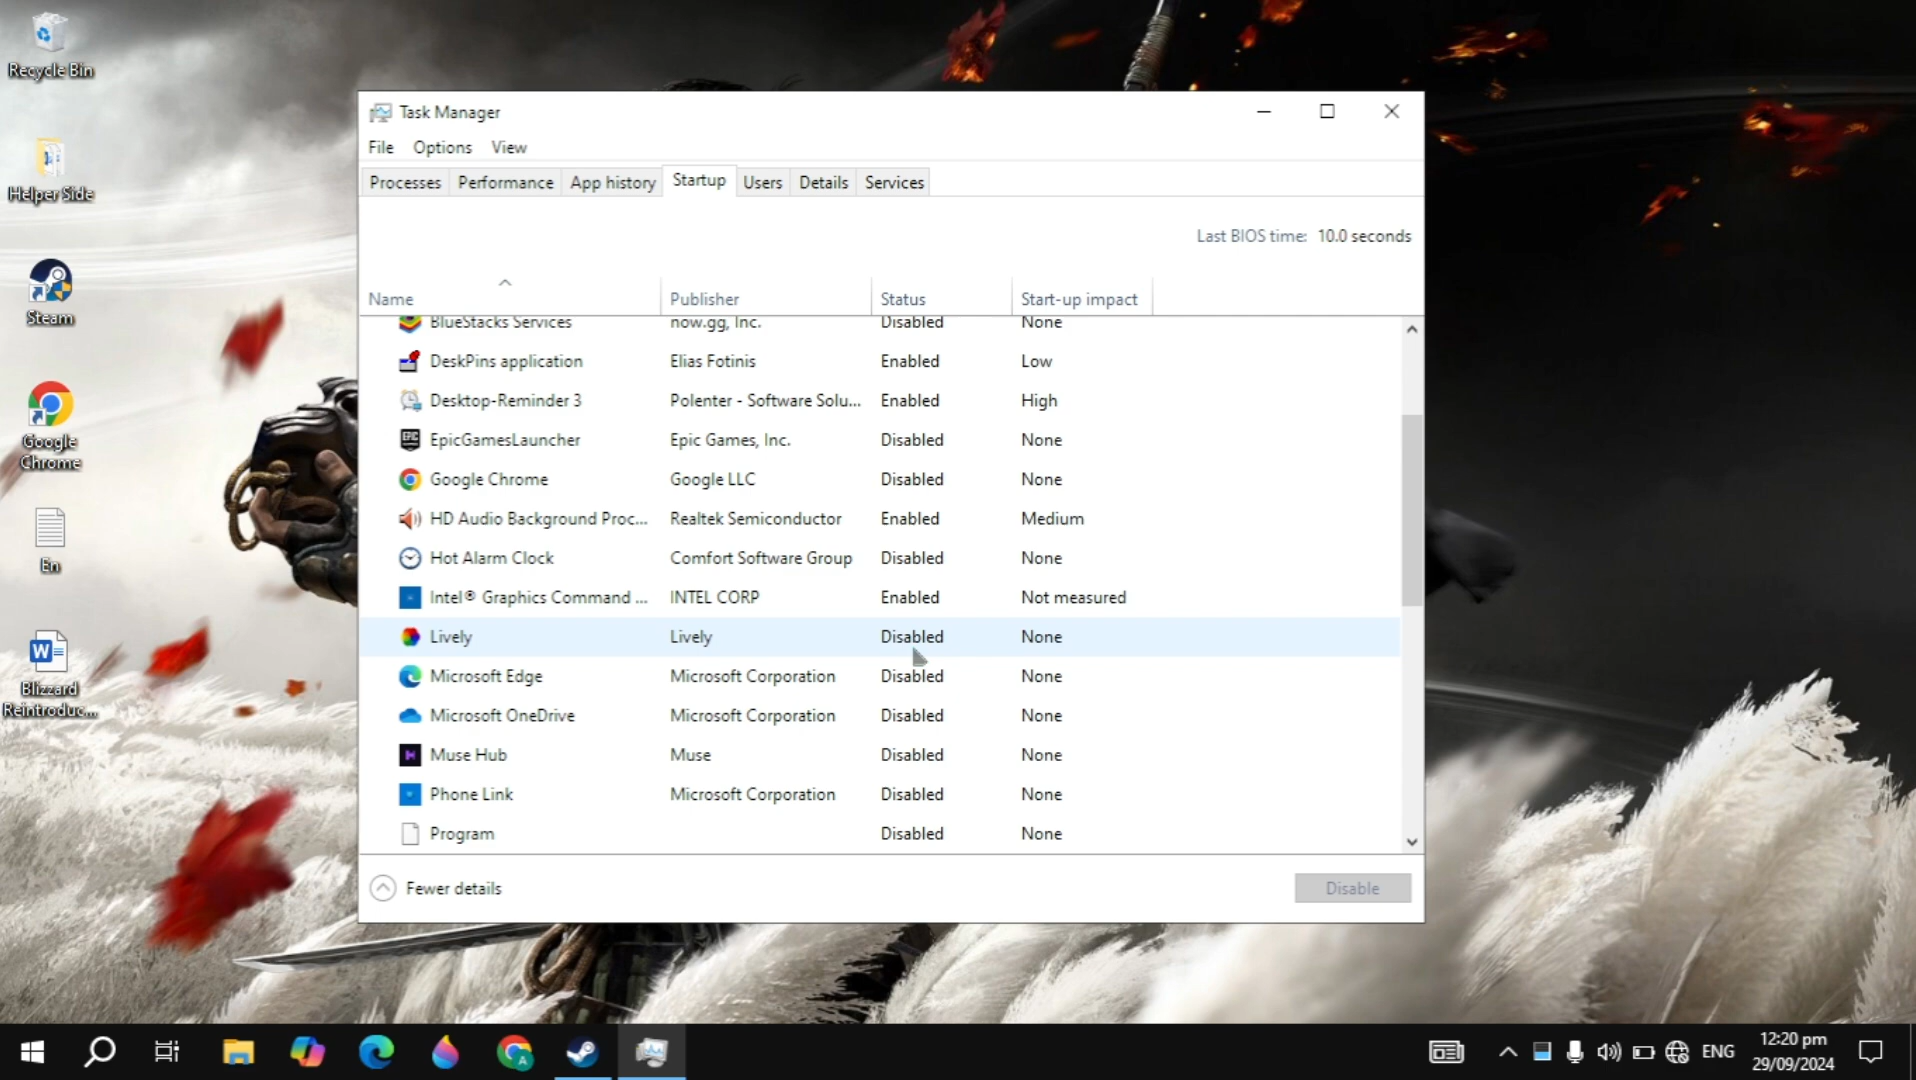 Recycle Bin
Helper Side
Steam
Google
Chrome
En
Blizzard
Reintroduc...
Task Manager
File Options View
Processes Performance App history Startup Users Details Services
Last BIOS time: 10.0 seconds
Name Publisher Status Start-up impact
BlueStacks Services now.gg, Inc. Disabled None
DeskPins application Elias Fotinis Enabled Low
Desktop-Reminder 3 Polenter - Software Solu... Enabled High
EpicGamesLauncher Epic Games, Inc. Disabled None
Google Chrome Google LLC Disabled None
HD Audio Background Proc... Realtek Semiconductor Enabled Medium
Hot Alarm Clock Comfort Software Group Disabled None
Intel® Graphics Command ... INTEL CORP Enabled Not measured
Lively Lively Disabled None
Microsoft Edge Microsoft Corporation Disabled None
Microsoft OneDrive Microsoft Corporation Disabled None
Muse Hub Muse Disabled None
Phone Link Microsoft Corporation Disabled None
Program Disabled None
Fewer details Disable
ENG
12:20 pm
29/09/2024